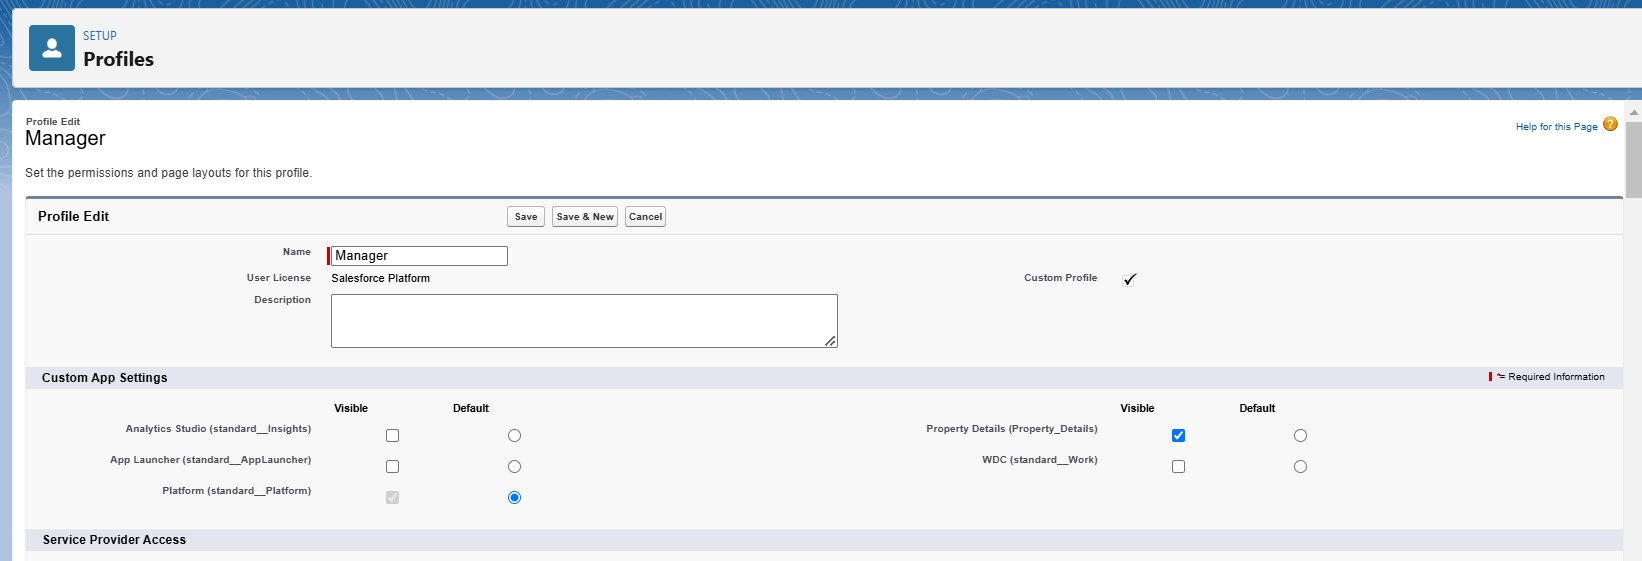 SETUP
Profiles
Profile Edit
Manager
Help for this Page ?
Set the permissions and page layouts for this profile.
Profile Edit Save Save & New Cancel
Name Manager
User License Salesforce Platform Custom Profile
Description
Custom App Settings *= Required Information
Visible Default Visible Default
Analytics Studio (standard__Insights) Property Details (Property_Details)
App Launcher (standard__AppLauncher) WDC (standard__Work)
Platform (standard__Platform)
Service Provider Access